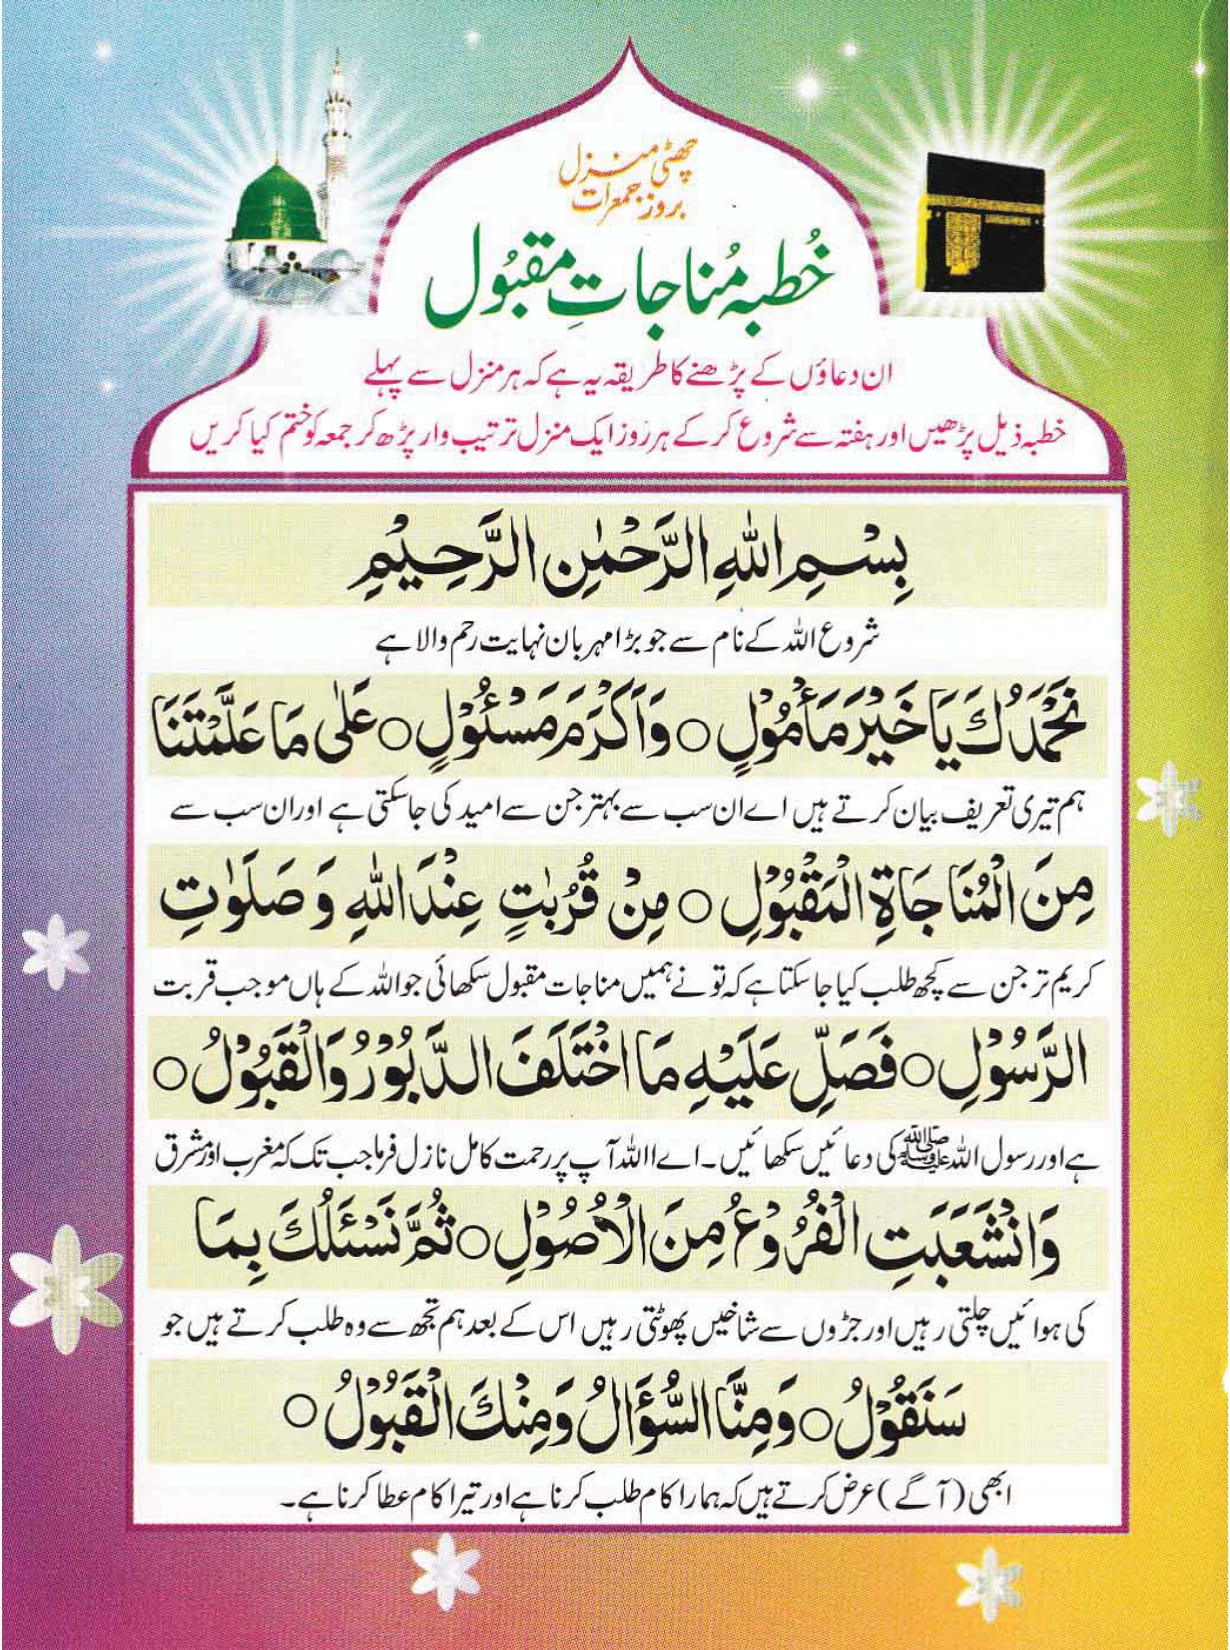 چھٹی منزل
بروز جمعرات
خُطبہ مُناجاتِ مقبُول
ان دعاؤں کے پڑھنے کا طریقہ یہ ہے کہ ہر منزل سے پہلے
خطبہ ذیل پڑھیں اور ہفتہ سے شروع کر کے ہر روز ایک منزل ترتیب وار پڑھ کر جمعہ کو ختم کیا کریں
بِسْمِ اللّٰهِ الرَّحْمٰنِ الرَّحِيْمِ
شروع اللہ کے نام سے جو بڑا مہربان نہایت رحم والا ہے
نَحْمَدُكَ يَا خَيْرَ مَأْمُوْلٍ ○ وَاَكْرَمَ مَسْئُوْلٍ ○ عَلٰى مَا عَلَّمْتَنَا
ہم تیری تعریف بیان کرتے ہیں اے ان سب سے بہتر جن سے امید کی جاسکتی ہے اور ان سب سے
مِنَ الْمُنَاجَاةِ الْمَقْبُوْلِ ○ مِنْ قُرُبٰتٍ عِنْدَ اللّٰهِ وَ صَلَوٰتِ
کریم تر جن سے کچھ طلب کیا جا سکتا ہے کہ تو نے ہمیں مناجات مقبول سکھائی جو اللہ کے ہاں موجب قربت
الرَّسُوْلِ ○ فَصَلِّ عَلَيْهِ مَا اخْتَلَفَ الدَّبُوْرُ وَالْقَبُوْلُ ○
ہے اور رسول اللہ ﷺ کی دعائیں سکھائیں۔ اے اللہ آپ پر رحمت کامل نازل فرما جب تک کہ مغرب اور مشرق
وَانْشَعَبَتِ الْفُرُوْعُ مِنَ الْاُصُوْلِ ○ ثُمَّ نَسْئَلُكَ بِمَا
کی ہوائیں چلتی رہیں اور جڑوں سے شاخیں پھوٹتی رہیں اس کے بعد ہم تجھ سے وہ طلب کرتے ہیں جو
سَنَقُوْلُ ○ وَمِنَّا السُّؤَالُ وَمِنْكَ الْقَبُوْلُ ○
ابھی (آگے) عرض کرتے ہیں کہ ہمارا کام طلب کرنا ہے اور تیرا کام عطا کرنا ہے۔